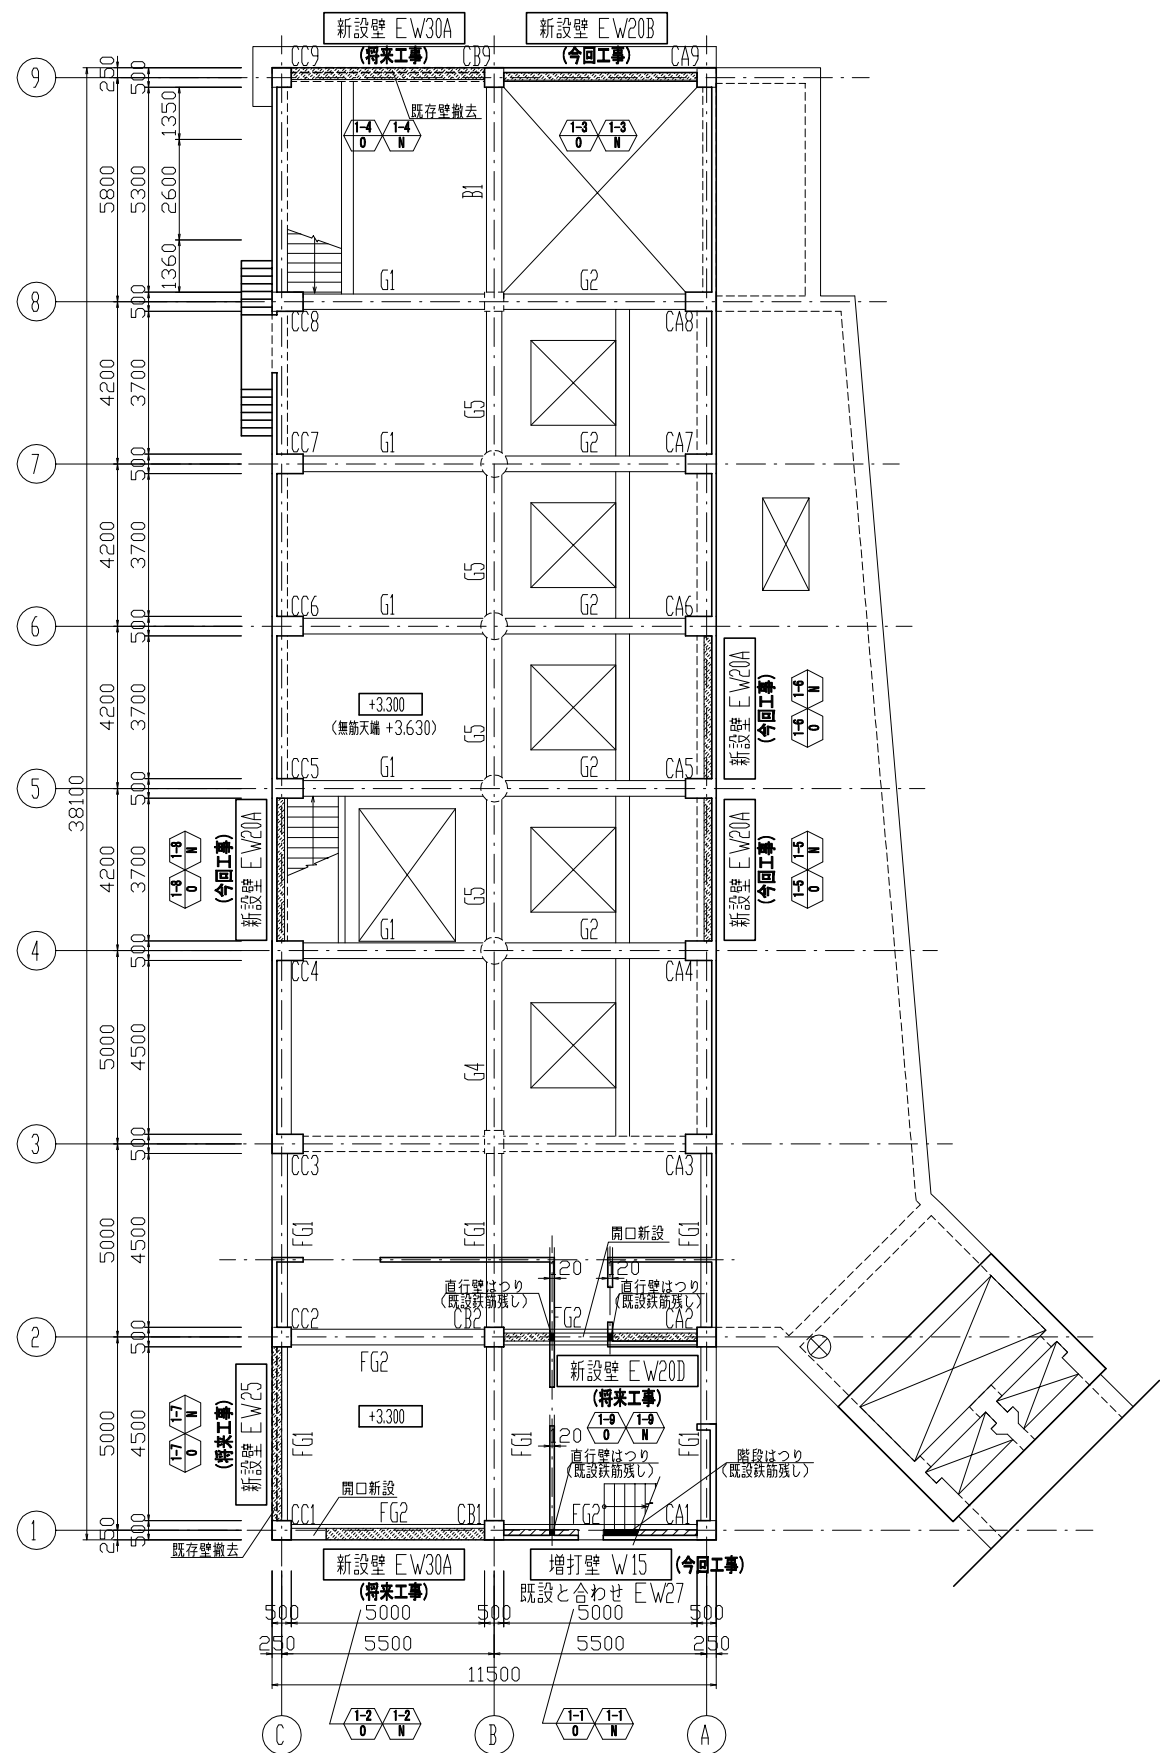 新設壁 EW30A
(将来工事)
新設壁 EW20B
(今回工事)
CC9
CB9
CA9
9
250
500
既存壁撤去
1-4
O
1-4
N
1-3
O
1-3
N
1350
5800
5300
2600
1360
B1
G1
G2
8
500
CC8
CA8
4200
3700
G5
CC7
G1
G2
CA7
7
500
4200
3700
G5
CC6
G1
G2
CA6
6
500
4200
3700
+3.300
(無筋天端 +3.630)
G5
新設壁 EW20A
(今回工事)
1-6
O
1-6
N
CC5
G1
G2
CA5
5
500
38100
4200
3700
新設壁 EW20A
(今回工事)
1-8
O
1-8
N
G5
新設壁 EW20A
(今回工事)
1-5
O
1-5
N
G1
G2
4
500
CC4
CA4
5000
4500
G4
3
500
CC3
CA3
5000
4500
FG1
FG1
FG1
開口新設
120
120
直行壁はつり
(既設鉄筋残し)
直行壁はつり
(既設鉄筋残し)
CC2
CB2
FG2
CA2
2
500
FG2
新設壁 EW20D
(将来工事)
1-9
O
1-9
N
5000
4500
新設壁 EW25
(将来工事)
1-7
O
1-7
N
+3.300
FG1
FG1
120
FG1
直行壁はつり
(既設鉄筋残し)
階段はつり
(既設鉄筋残し)
開口新設
CC1
FG2
CB1
FG2
CA1
1
500
250
既存壁撤去
新設壁 EW30A
(将来工事)
増打壁 W15
(今回工事)
既設と合わせ EW27
500
5000
500
5000
500
250
5500
5500
250
11500
1-2
O
1-2
N
1-1
O
1-1
N
C
B
A